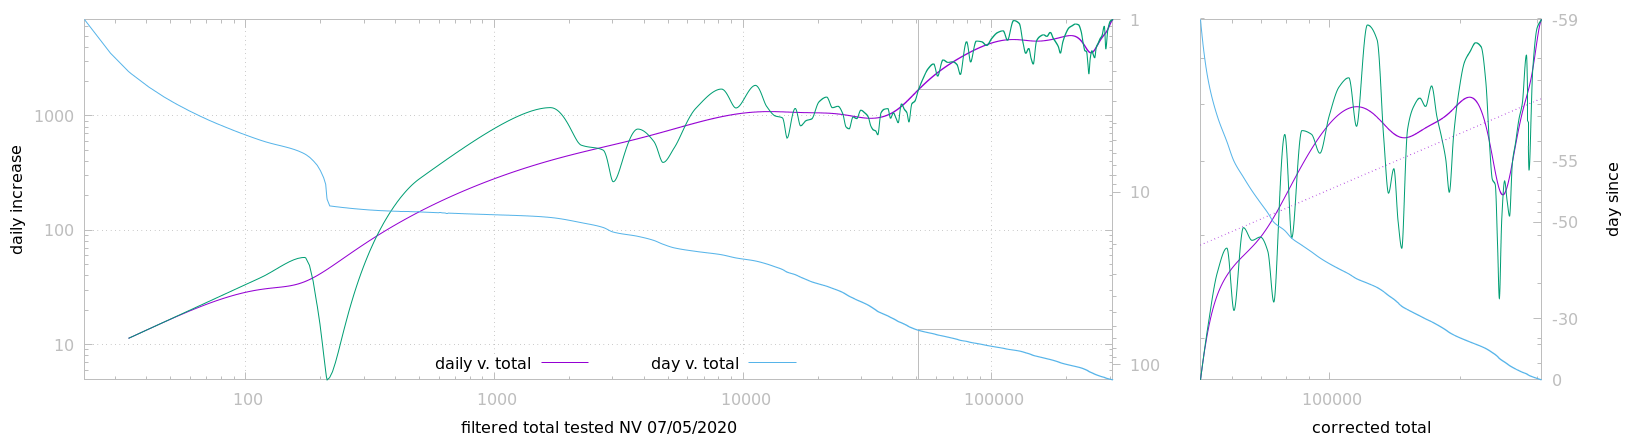 1 -59
1000
-55
10
daily increase
day since
100 -50
-30
10
daily v. total day v. total
100
0
100 1000 10000 100000 100000
filtered total tested NV 07/05/2020 corrected total